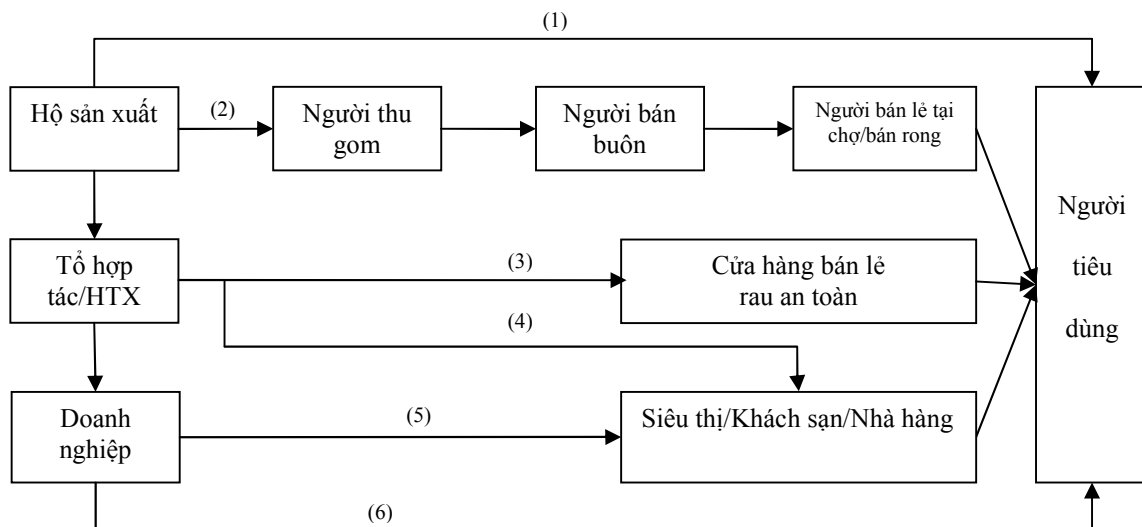 (1)
Hộ sản xuất
(2)
Người thu
gom
Người bán
buôn
Người bán lẻ tại
chợ/bán rong
Người
tiêu
dùng
Tổ hợp
tác/HTX
(3)
Cửa hàng bán lẻ
rau an toàn
(4)
Doanh
nghiệp
(5)
Siêu thị/Khách sạn/Nhà hàng
(6)